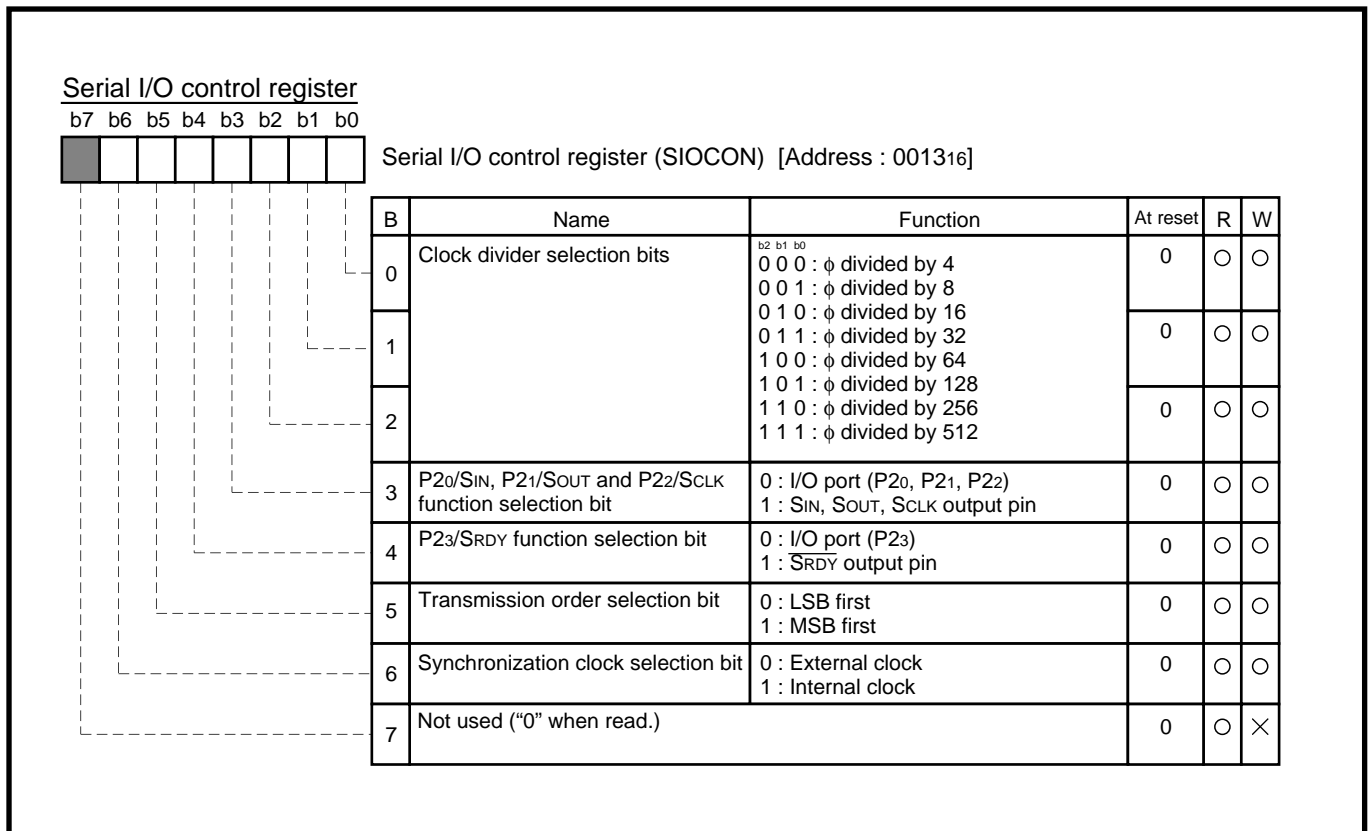 Serial I/O control register
b7 b6 b5 b4 b3 b2 b1 b0
Serial I/O control register (SIOCON) [Address : 001316]
B Name Function At reset R W
0 Clock divider selection bits b2 b1 b0 0 ○ ○
0 0 0 : ϕ divided by 4
0 0 1 : ϕ divided by 8
0 1 0 : ϕ divided by 16
1 0 1 1 : ϕ divided by 32 0 ○ ○
1 0 0 : ϕ divided by 64
1 0 1 : ϕ divided by 128
2 1 1 0 : ϕ divided by 256 0 ○ ○
1 1 1 : ϕ divided by 512
3 P20/SIN, P21/SOUT and P22/SCLK 0 : I/O port (P20, P21, P22) 0 ○ ○
function selection bit 1 : SIN, SOUT, SCLK output pin
4 P23/SRDY function selection bit 0 : I/O port (P23) 0 ○ ○
1 : SRDY output pin
5 Transmission order selection bit 0 : LSB first 0 ○ ○
1 : MSB first
6 Synchronization clock selection bit 0 : External clock 0 ○ ○
1 : Internal clock
7 Not used (“0” when read.) 0 ○ ×